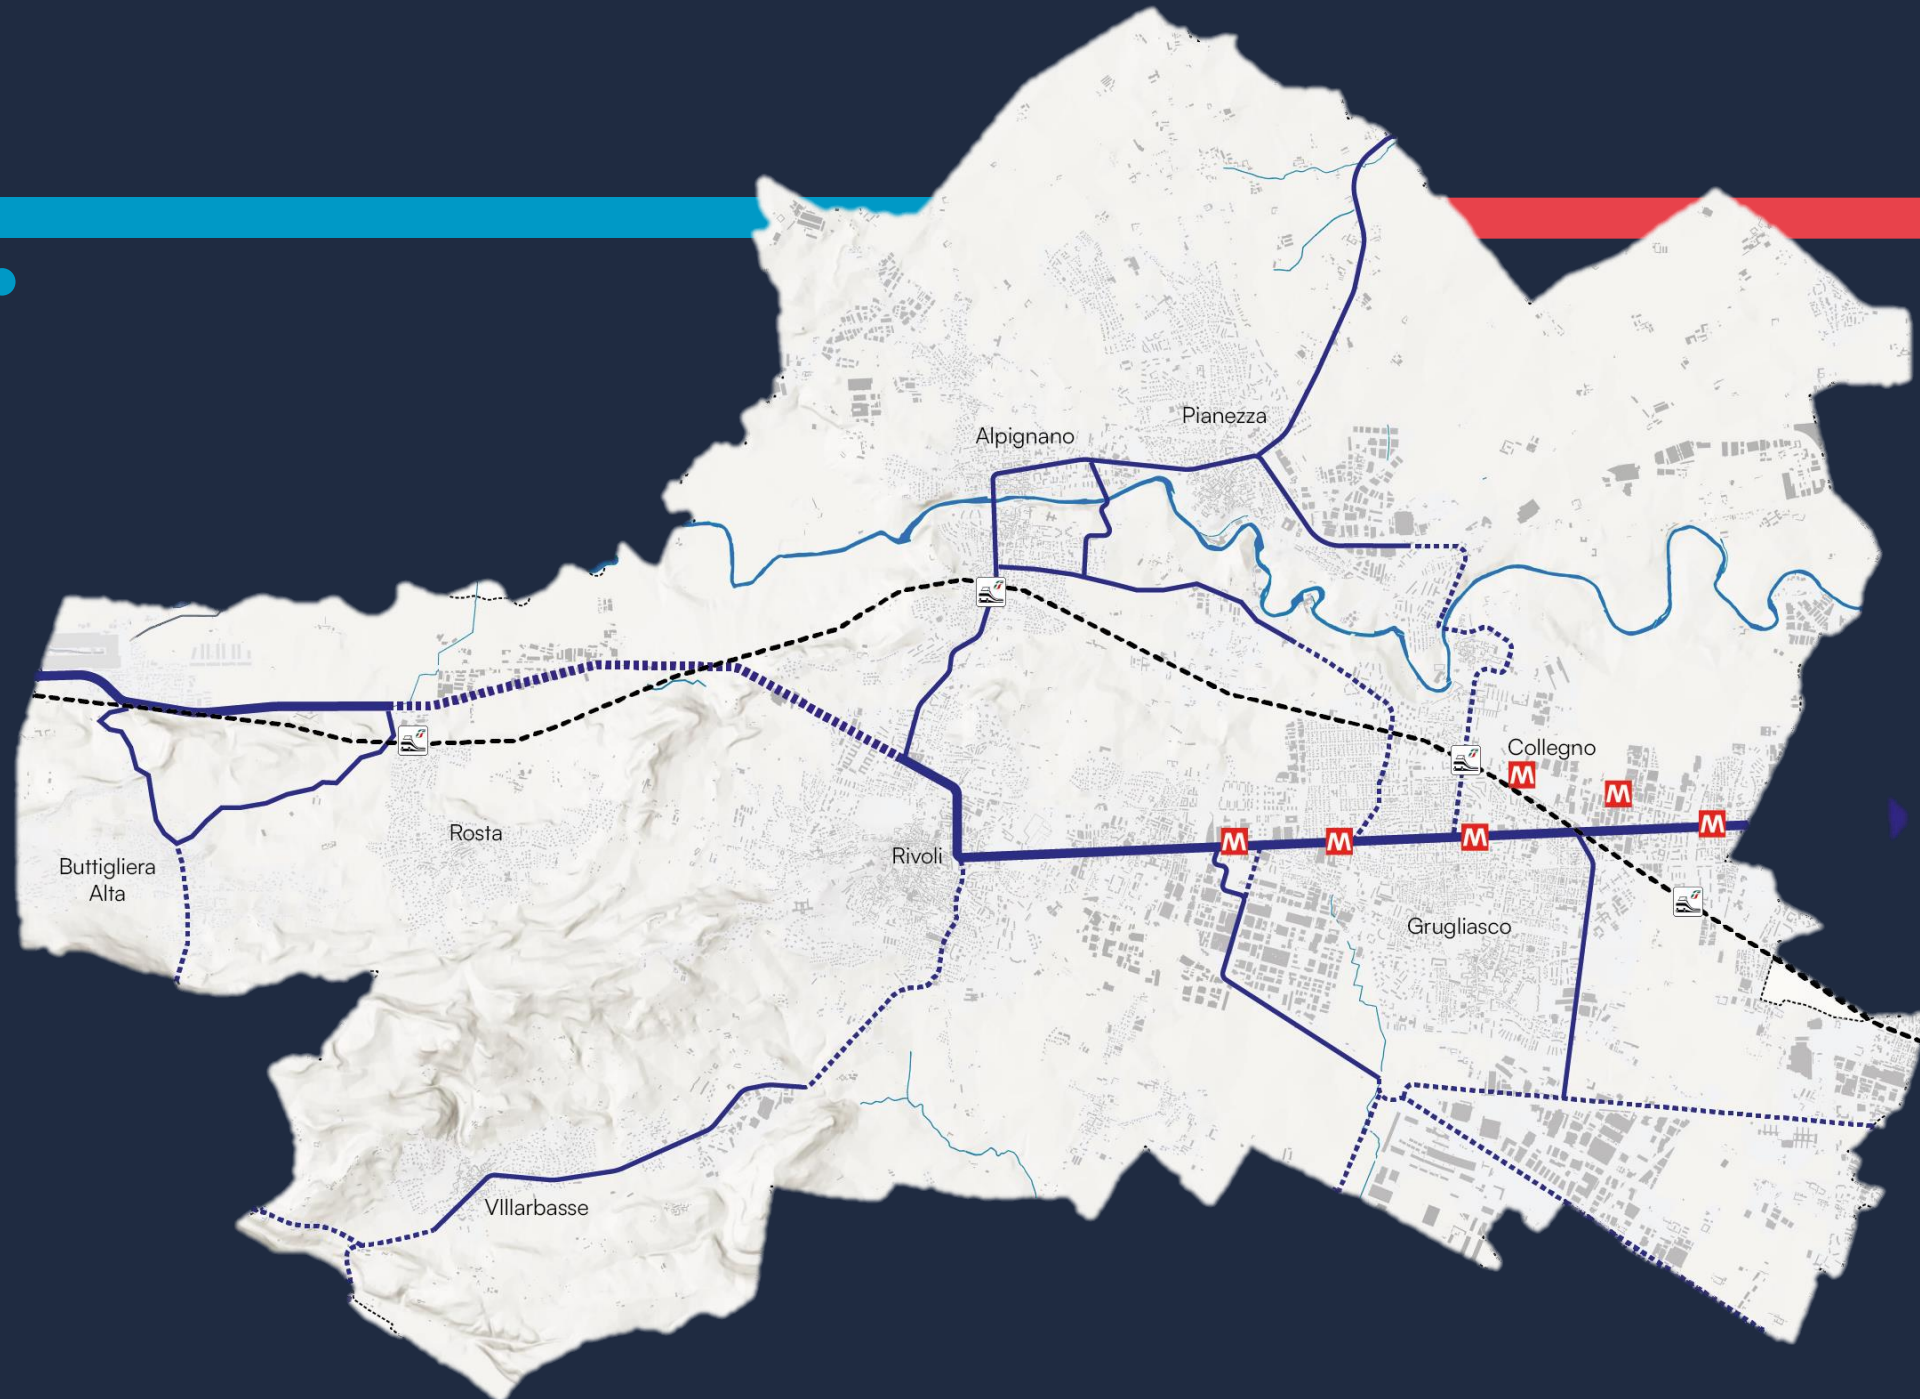 Pianezza
Alpignano
Collegno
M
M
M
M
M
M
Rosta
Rivoli
Buttigliera
Alta
Grugliasco
VIllarbasse